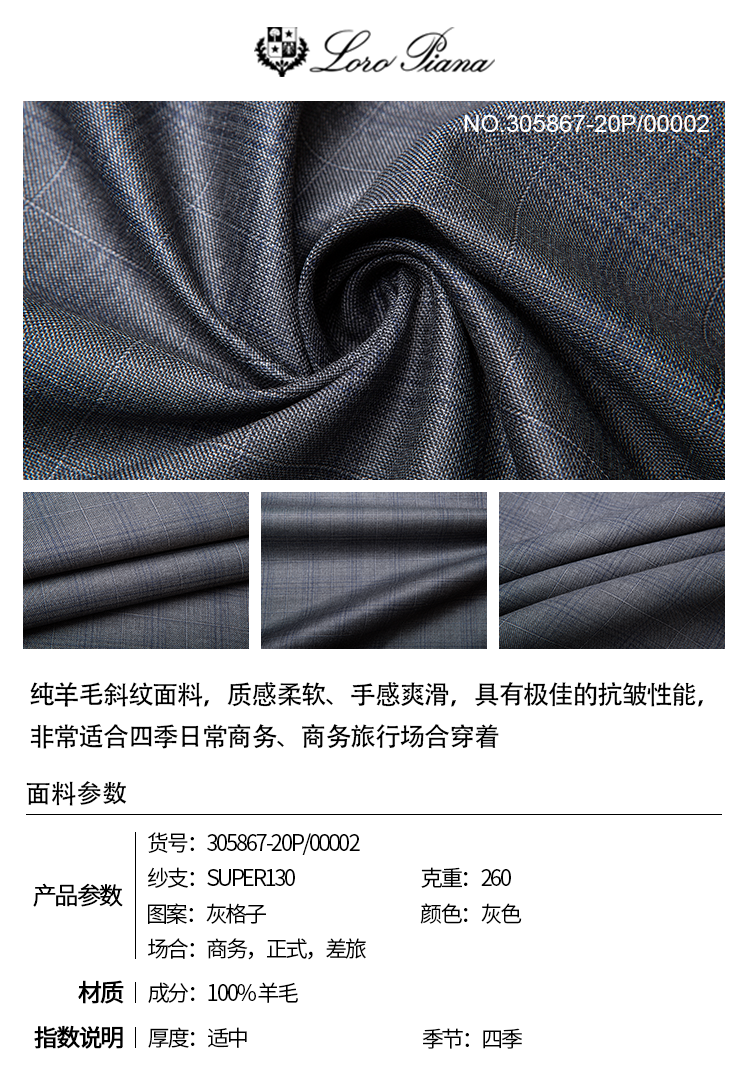 Loro Piana
NO.305867-20P/00002
纯羊毛斜纹面料，质感柔软、手感爽滑，具有极佳的抗皱性能，
非常适合四季日常商务、商务旅行场合穿着
面料参数
产品参数
货号：305867-20P/00002
纱支：SUPER130 克重：260
图案：灰格子 颜色：灰色
场合：商务，正式，差旅
材质 成分：100% 羊毛
指数说明 厚度：适中 季节：四季